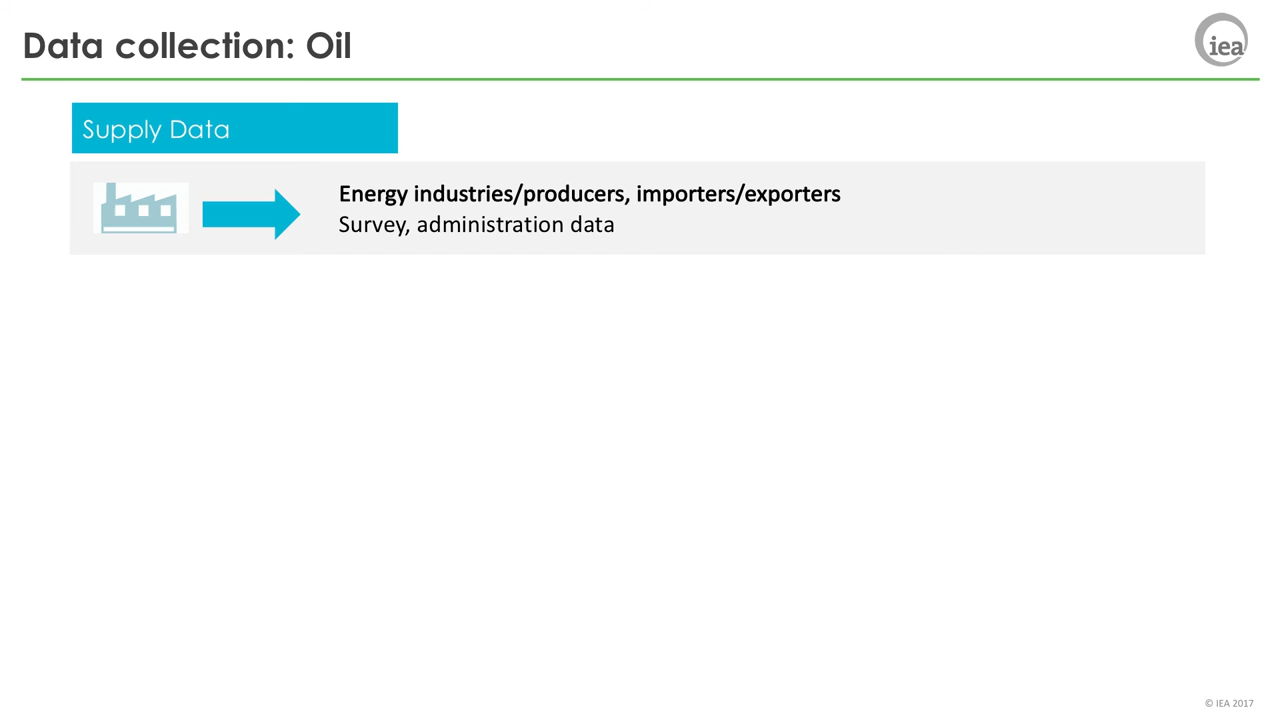 Data collection: Oil
iea
Supply Data
Energy industries/producers, importers/exporters
Survey, administration data
© IEA 2017